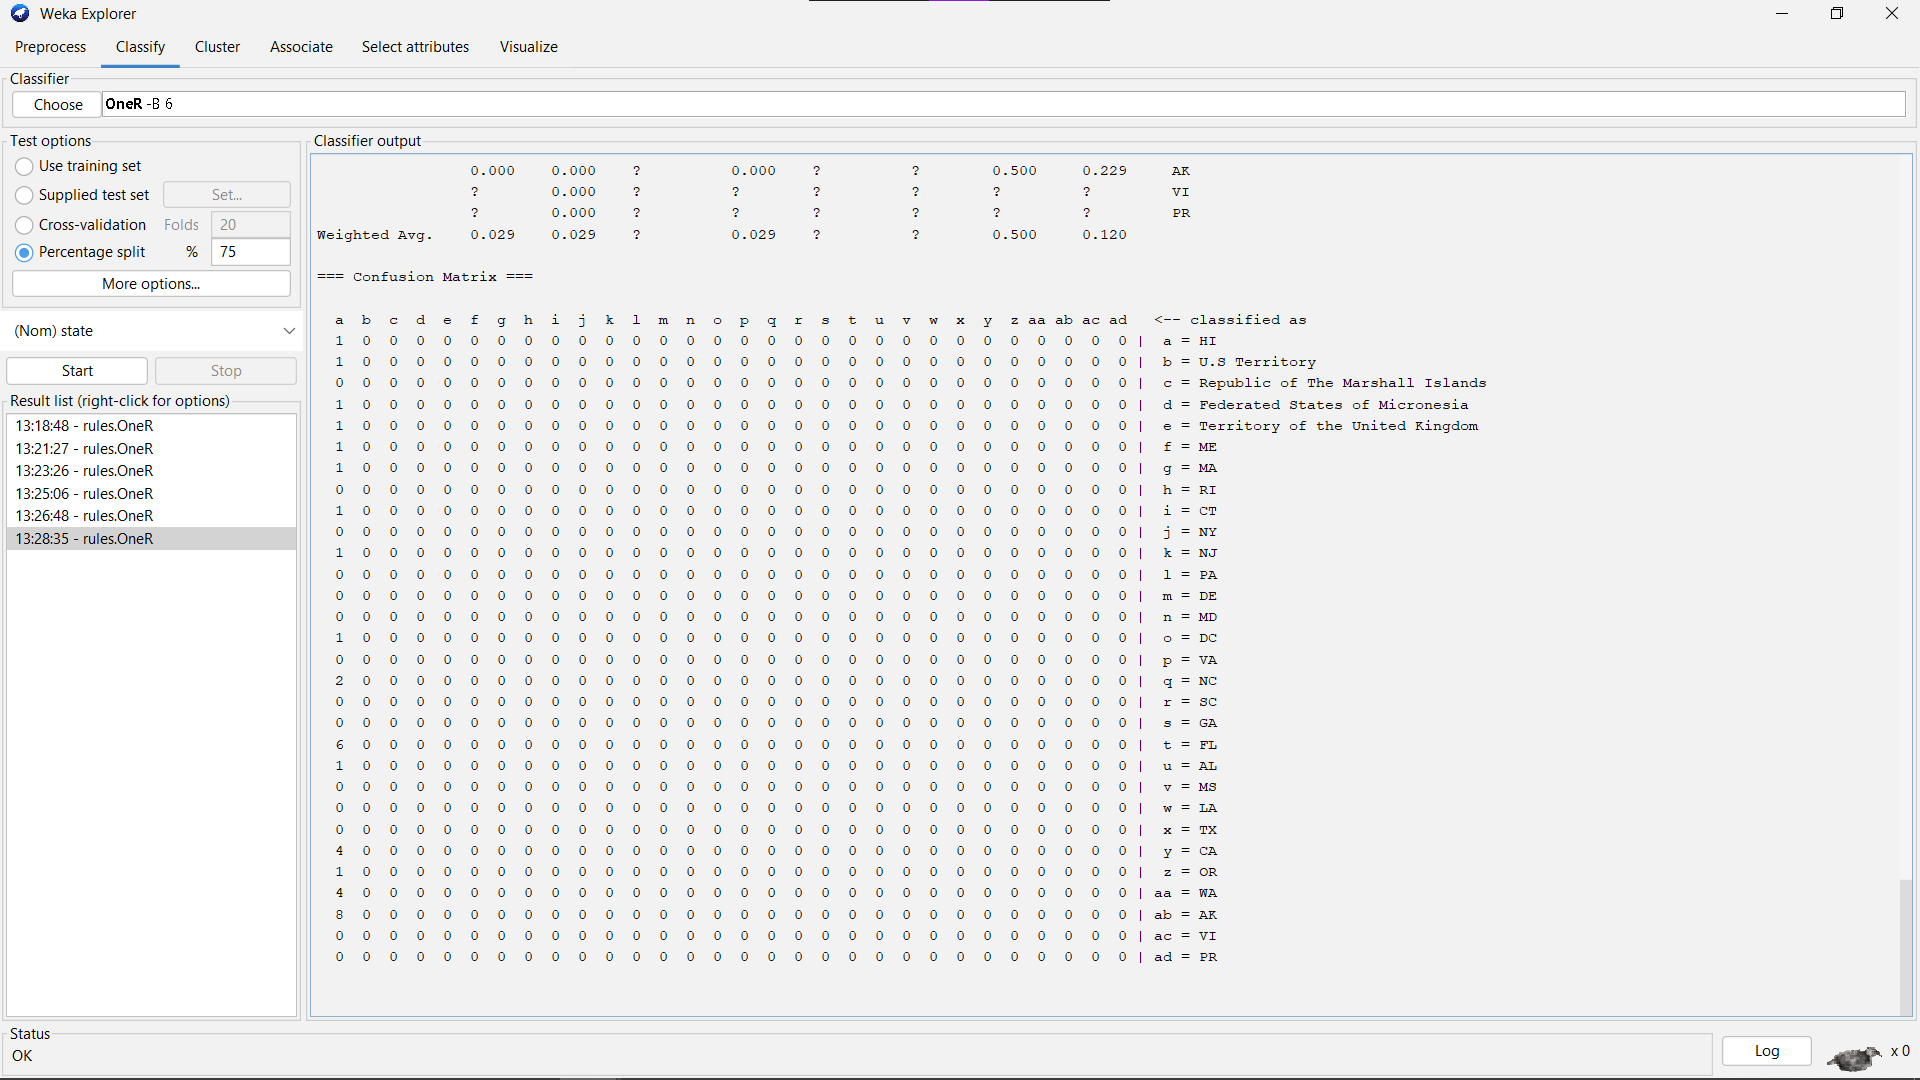 Weka Explorer
Preprocess Classify Cluster Associate Select attributes Visualize
Classifier
Choose OneR -B 6
Test options
Use training set
Supplied test set Set...
Cross-validation Folds 20
Percentage split % 75
More options...
(Nom) state
Start Stop
Result list (right-click for options)
13:18:48 - rules.OneR
13:21:27 - rules.OneR
13:23:26 - rules.OneR
13:25:06 - rules.OneR
13:26:48 - rules.OneR
13:28:35 - rules.OneR
Classifier output
0.000 0.000 ? 0.000 ? ? 0.500 0.229 AK
? 0.000 ? ? ? ? ? ? VI
? 0.000 ? ? ? ? ? ? PR
Weighted Avg. 0.029 0.029 ? 0.029 ? ? 0.500 0.120
=== Confusion Matrix ===
a b c d e f g h i j k l m n o p q r s t u v w x y z aa ab ac ad <-- classified as
1 0 0 0 0 0 0 0 0 0 0 0 0 0 0 0 0 0 0 0 0 0 0 0 0 0 0 0 0 0 | a = HI
1 0 0 0 0 0 0 0 0 0 0 0 0 0 0 0 0 0 0 0 0 0 0 0 0 0 0 0 0 0 | b = U.S Territory
0 0 0 0 0 0 0 0 0 0 0 0 0 0 0 0 0 0 0 0 0 0 0 0 0 0 0 0 0 0 | c = Republic of The Marshall Islands
1 0 0 0 0 0 0 0 0 0 0 0 0 0 0 0 0 0 0 0 0 0 0 0 0 0 0 0 0 0 | d = Federated States of Micronesia
1 0 0 0 0 0 0 0 0 0 0 0 0 0 0 0 0 0 0 0 0 0 0 0 0 0 0 0 0 0 | e = Territory of the United Kingdom
1 0 0 0 0 0 0 0 0 0 0 0 0 0 0 0 0 0 0 0 0 0 0 0 0 0 0 0 0 0 | f = ME
1 0 0 0 0 0 0 0 0 0 0 0 0 0 0 0 0 0 0 0 0 0 0 0 0 0 0 0 0 0 | g = MA
0 0 0 0 0 0 0 0 0 0 0 0 0 0 0 0 0 0 0 0 0 0 0 0 0 0 0 0 0 0 | h = RI
1 0 0 0 0 0 0 0 0 0 0 0 0 0 0 0 0 0 0 0 0 0 0 0 0 0 0 0 0 0 | i = CT
0 0 0 0 0 0 0 0 0 0 0 0 0 0 0 0 0 0 0 0 0 0 0 0 0 0 0 0 0 0 | j = NY
1 0 0 0 0 0 0 0 0 0 0 0 0 0 0 0 0 0 0 0 0 0 0 0 0 0 0 0 0 0 | k = NJ
0 0 0 0 0 0 0 0 0 0 0 0 0 0 0 0 0 0 0 0 0 0 0 0 0 0 0 0 0 0 | l = PA
0 0 0 0 0 0 0 0 0 0 0 0 0 0 0 0 0 0 0 0 0 0 0 0 0 0 0 0 0 0 | m = DE
0 0 0 0 0 0 0 0 0 0 0 0 0 0 0 0 0 0 0 0 0 0 0 0 0 0 0 0 0 0 | n = MD
1 0 0 0 0 0 0 0 0 0 0 0 0 0 0 0 0 0 0 0 0 0 0 0 0 0 0 0 0 0 | o = DC
0 0 0 0 0 0 0 0 0 0 0 0 0 0 0 0 0 0 0 0 0 0 0 0 0 0 0 0 0 0 | p = VA
2 0 0 0 0 0 0 0 0 0 0 0 0 0 0 0 0 0 0 0 0 0 0 0 0 0 0 0 0 0 | q = NC
0 0 0 0 0 0 0 0 0 0 0 0 0 0 0 0 0 0 0 0 0 0 0 0 0 0 0 0 0 0 | r = SC
0 0 0 0 0 0 0 0 0 0 0 0 0 0 0 0 0 0 0 0 0 0 0 0 0 0 0 0 0 0 | s = GA
6 0 0 0 0 0 0 0 0 0 0 0 0 0 0 0 0 0 0 0 0 0 0 0 0 0 0 0 0 0 | t = FL
1 0 0 0 0 0 0 0 0 0 0 0 0 0 0 0 0 0 0 0 0 0 0 0 0 0 0 0 0 0 | u = AL
0 0 0 0 0 0 0 0 0 0 0 0 0 0 0 0 0 0 0 0 0 0 0 0 0 0 0 0 0 0 | v = MS
0 0 0 0 0 0 0 0 0 0 0 0 0 0 0 0 0 0 0 0 0 0 0 0 0 0 0 0 0 0 | w = LA
0 0 0 0 0 0 0 0 0 0 0 0 0 0 0 0 0 0 0 0 0 0 0 0 0 0 0 0 0 0 | x = TX
4 0 0 0 0 0 0 0 0 0 0 0 0 0 0 0 0 0 0 0 0 0 0 0 0 0 0 0 0 0 | y = CA
1 0 0 0 0 0 0 0 0 0 0 0 0 0 0 0 0 0 0 0 0 0 0 0 0 0 0 0 0 0 | z = OR
4 0 0 0 0 0 0 0 0 0 0 0 0 0 0 0 0 0 0 0 0 0 0 0 0 0 0 0 0 0 | aa = WA
8 0 0 0 0 0 0 0 0 0 0 0 0 0 0 0 0 0 0 0 0 0 0 0 0 0 0 0 0 0 | ab = AK
0 0 0 0 0 0 0 0 0 0 0 0 0 0 0 0 0 0 0 0 0 0 0 0 0 0 0 0 0 0 | ac = VI
0 0 0 0 0 0 0 0 0 0 0 0 0 0 0 0 0 0 0 0 0 0 0 0 0 0 0 0 0 0 | ad = PR
Status
OK
Log x 0